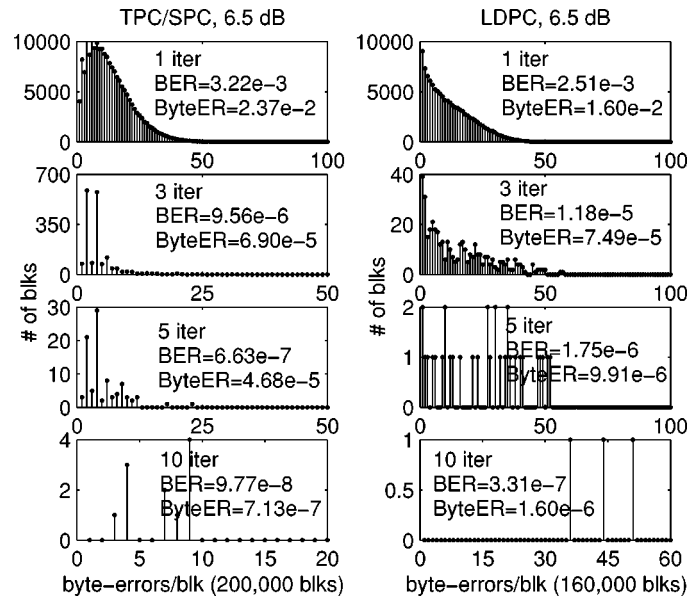 TPC/SPC, 6.5 dB
10000
5000
0
0 50 100
1 iter
BER=3.22e-3
ByteER=2.37e-2
700
350
0
0 25 50
3 iter
BER=9.56e-6
ByteER=6.90e-5
# of blks
30
20
10
0
0 25 50
5 iter
BER=6.63e-7
ByteER=4.68e-5
4
2
0
0 5 10 15 20
10 iter
BER=9.77e-8
ByteER=7.13e-7
byte-errors/blk (200,000 blks)
LDPC, 6.5 dB
10000
5000
0
0 50 100
1 iter
BER=2.51e-3
ByteER=1.60e-2
40
20
0
0 50 100
3 iter
BER=1.18e-5
ByteER=7.49e-5
# of blks
2
1
0
0 50 100
5 iter
BER=1.75e-6
ByteER=9.91e-6
1
0.5
0
0 15 30 45 60
10 iter
BER=3.31e-7
ByteER=1.60e-6
byte-errors/blk (160,000 blks)